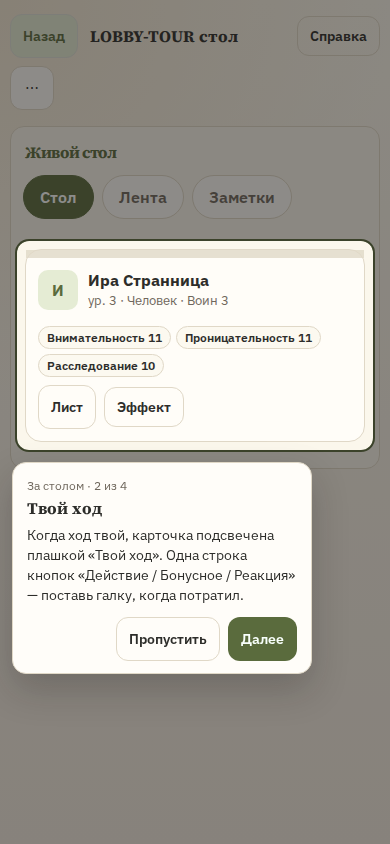 Назад
LOBBY-TOUR стол
Справка
...
Живой стол
Стол
Лента
Заметки
И
Ира Странница
ур. 3 · Человек · Воин 3
Внимательность 11
Проницательность 11
Расследование 10
Лист
Эффект
За столом · 2 из 4
Твой ход
Когда ход твой, карточка подсвечена
плашкой «Твой ход». Одна строка
кнопок «Действие / Бонусное / Реакция»
— поставь галку, когда потратил.
Пропустить
Далее